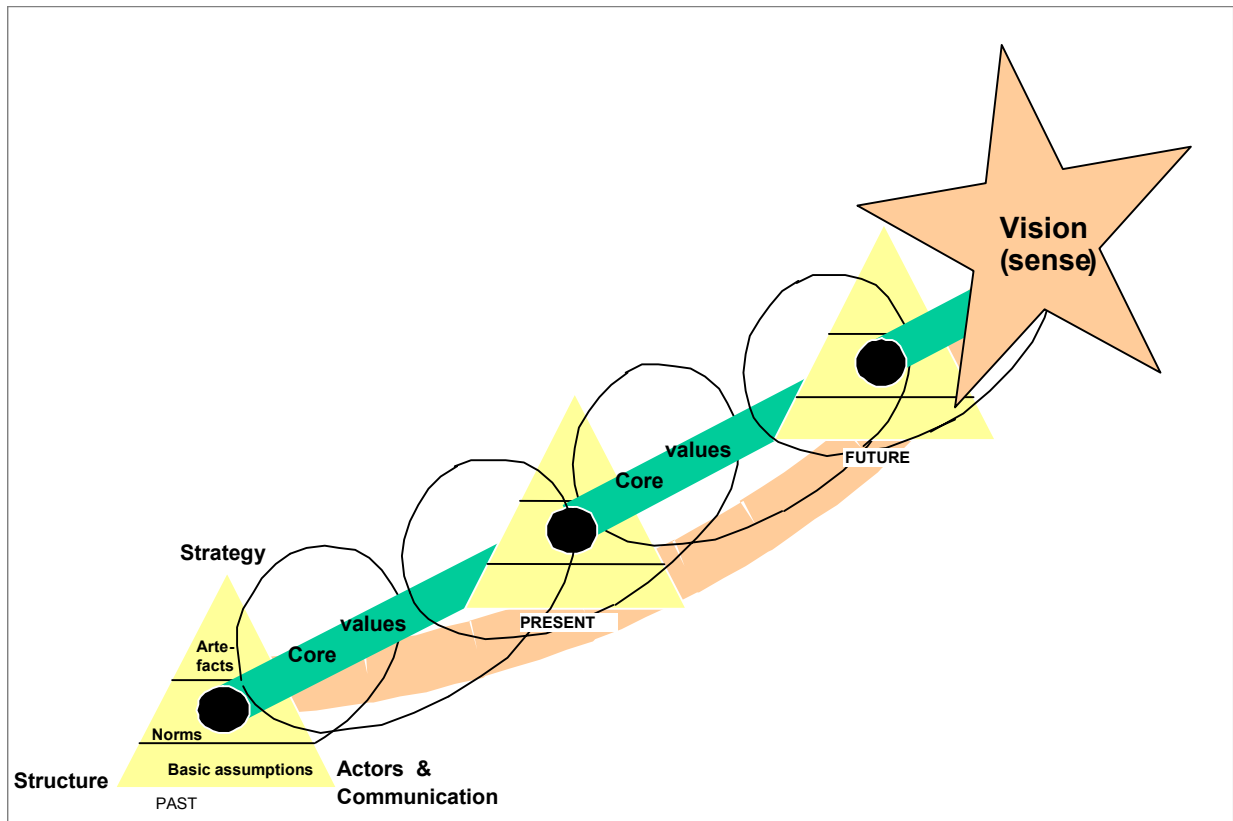 Vision
(sense)
FUTURE
values
Core
Strategy
PRESENT
values
Core
Arte-
facts
Norms
Basic assumptions
Structure
Actors &
Communication
PAST